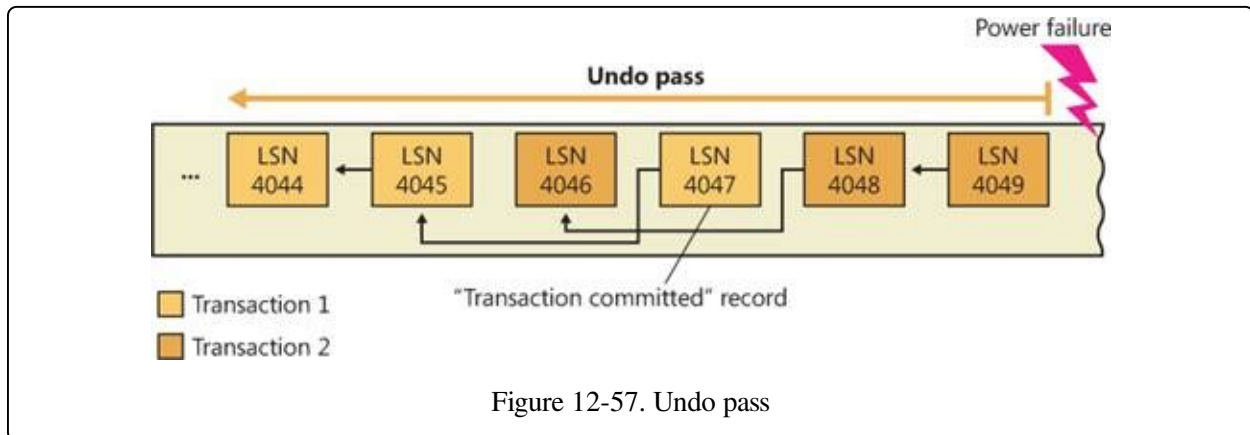 Power failure
Undo pass
...
LSN 4044
LSN 4045
LSN 4046
LSN 4047
LSN 4048
LSN 4049
"Transaction committed" record
Transaction 1
Transaction 2
Figure 12-57. Undo pass